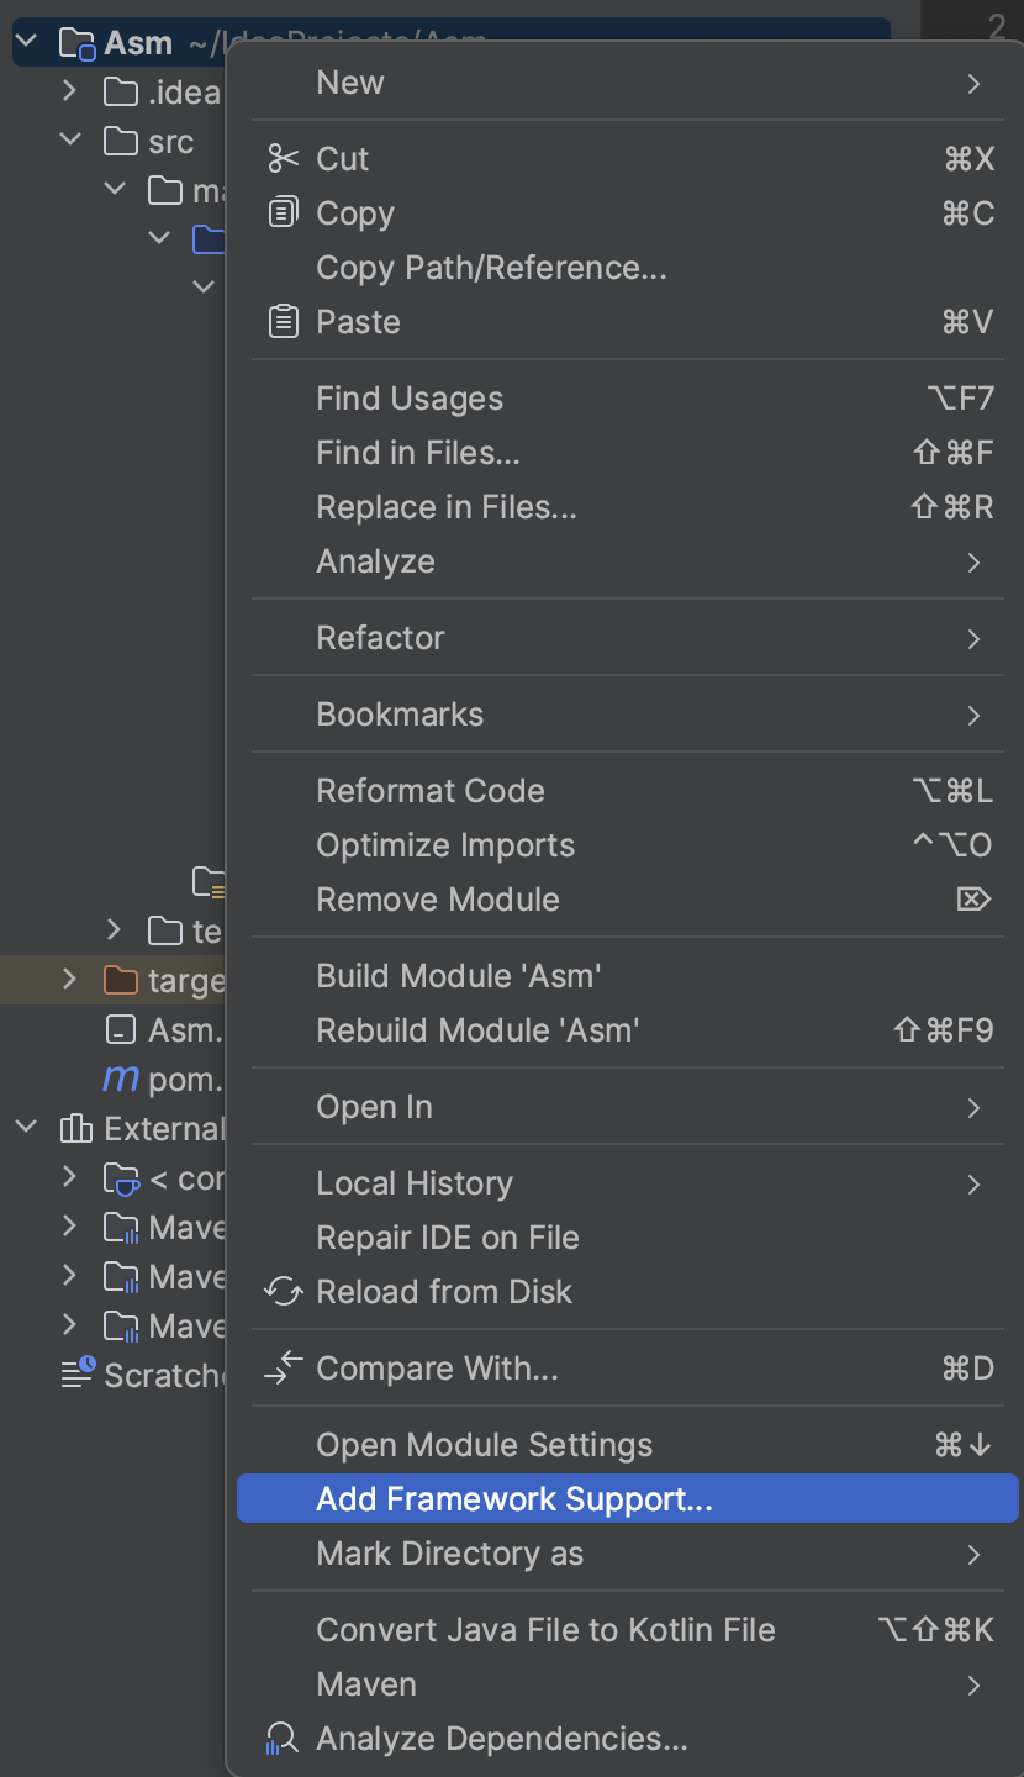 Asm ~/IdeaProjects/Asm
2
.idea
src
New
Cut ⌘X
Copy ⌘C
Copy Path/Reference...
Paste ⌘V
Find Usages ⌥F7
Find in Files... ⇧⌘F
Replace in Files... ⇧⌘R
Analyze
Refactor
Bookmarks
Reformat Code ⌥⌘L
Optimize Imports ^⌥O
Remove Module ⌦
te
targe
Build Module 'Asm'
Asm.
Rebuild Module 'Asm' ⇧⌘F9
m pom.
Open In
External
< cor
Local History
Mave
Repair IDE on File
Mave
Reload from Disk
Mave
Scratch
Compare With... ⌘D
Open Module Settings ⌘↓
Add Framework Support...
Mark Directory as
Convert Java File to Kotlin File ⌥⇧⌘K
Maven
Analyze Dependencies...